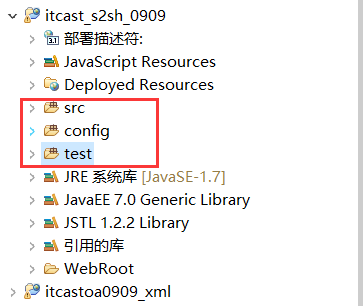 itcast_s2sh_0909
部署描述符:
JavaScript Resources
Deployed Resources
src
config
test
JRE 系统库 [JavaSE-1.7]
JavaEE 7.0 Generic Library
JSTL 1.2.2 Library
引用的库
WebRoot
itcastoa0909_xml